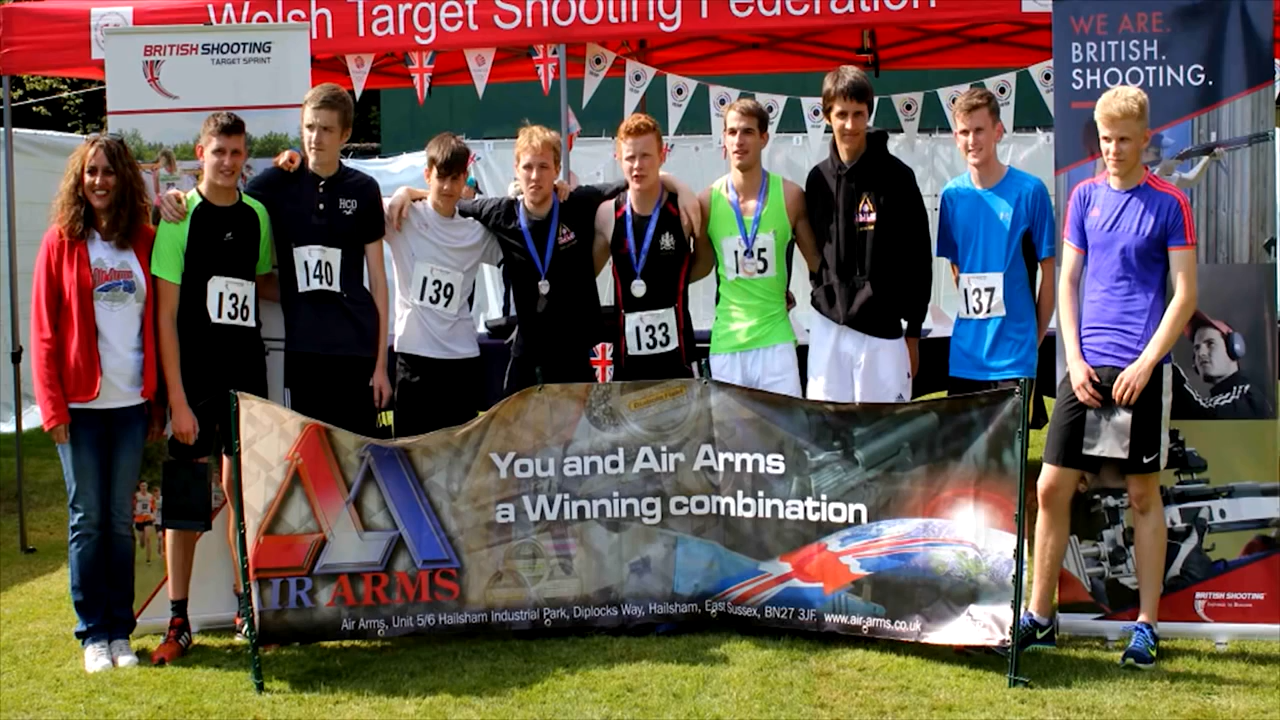 Welsh Target Shooting Federation
BRITISH SHOOTING
TARGET SPRINT
WE ARE.
BRITISH.
SHOOTING.
HCO
136
140
139
133
137
You and Air Arms
a Winning combination
AIR ARMS
Air Arms, Unit 5/6 Hailsham Industrial Park, Diplocks Way, Hailsham, East Sussex, BN27 3JF. www.air-arms.co.uk
BRITISH SHOOTING